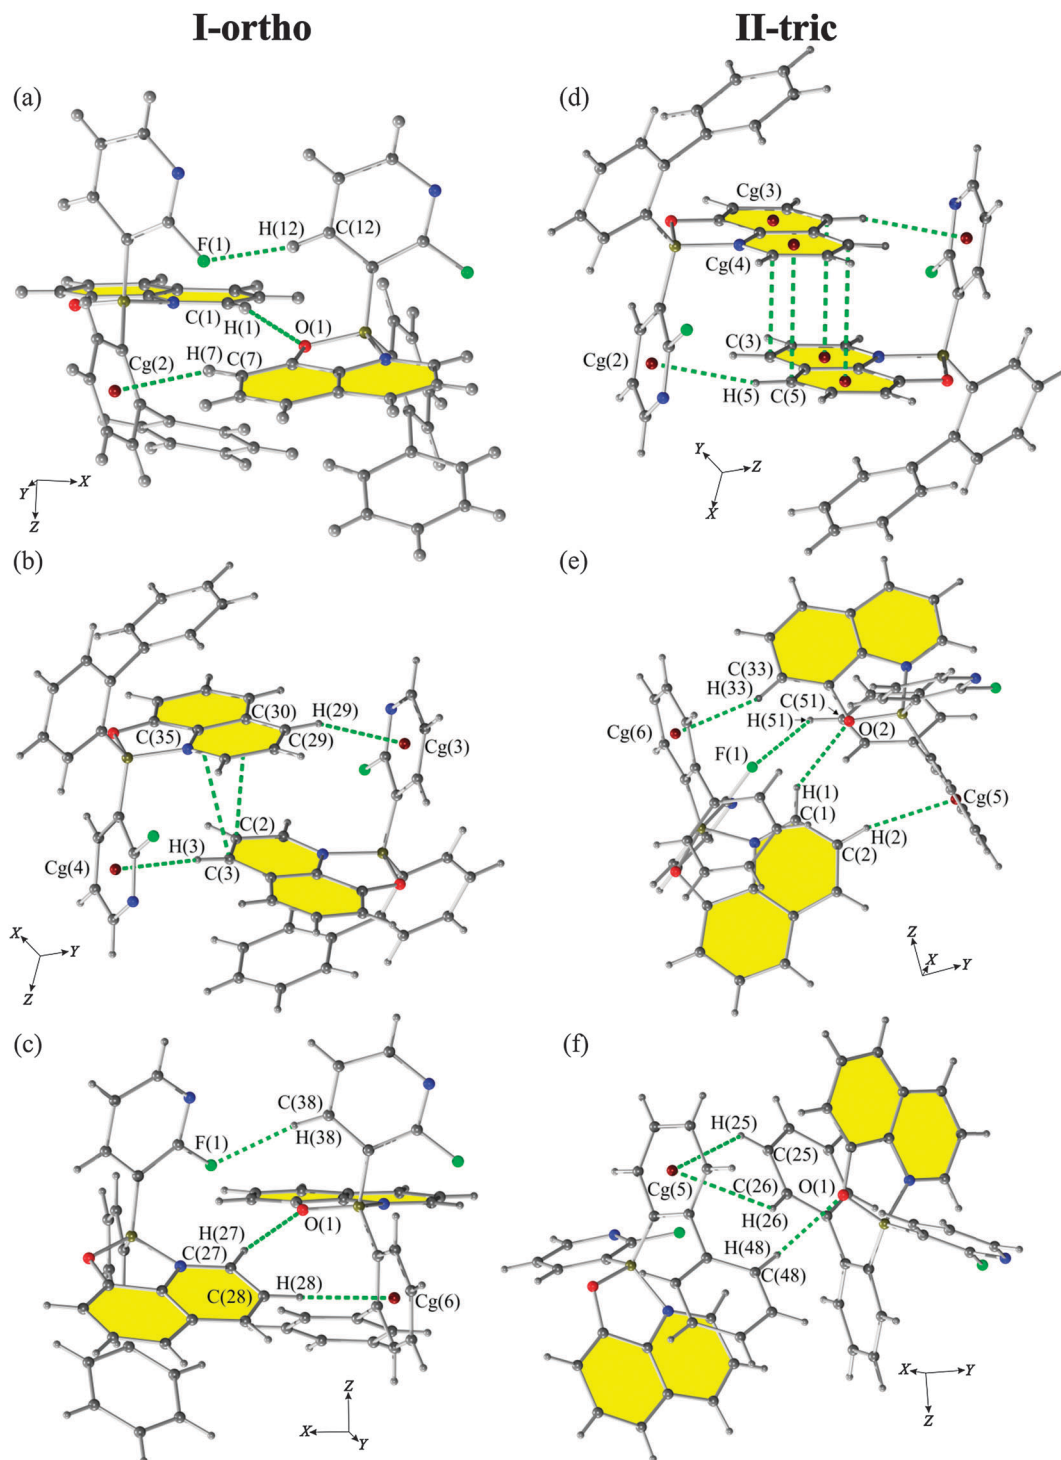 I-ortho
II-tric
(a)
F(1)
H(12)
C(12)
C(1)
H(1)
O(1)
H(7)
C(7)
Cg(2)
Y
X
Z
(d)
Cg(3)
Cg(4)
Cg(2)
C(3)
H(5)
C(5)
Y
Z
X
(b)
C(30)
H(29)
C(35)
C(29)
Cg(3)
C(2)
H(3)
Cg(4)
C(3)
X
Y
Z
(e)
C(33)
H(33)
C(51)
H(51)
Cg(6)
O(2)
F(1)
H(1)
C(1)
Cg(5)
H(2)
C(2)
Z
X
Y
(c)
C(38)
F(1)
H(38)
H(27)
O(1)
C(27)
H(28)
C(28)
Cg(6)
Z
X
Y
(f)
H(25)
C(25)
Cg(5)
C(26)
O(1)
H(26)
H(48)
C(48)
X
Y
Z